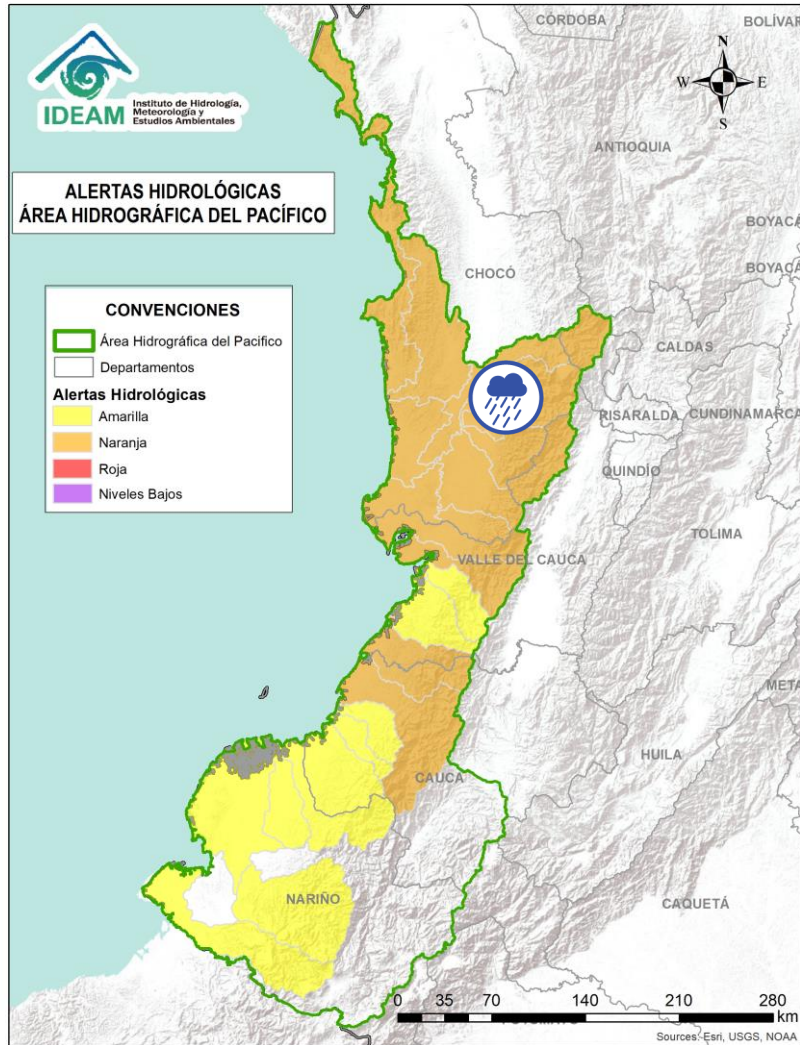 IDEAM
Instituto de Hidrología,
Meteorología y
Estudios Ambientales
ALERTAS HIDROLÓGICAS
ÁREA HIDROGRÁFICA DEL PACÍFICO
CONVENCIONES
Área Hidrográfica del Pacifico
Departamentos
Alertas Hidrológicas
Amarilla
Naranja
Roja
Niveles Bajos
CÓRDOBA
BOLÍVAR
N
W
E
S
ANTIOQUIA
BOYACÁ
CHOCÓ
BOYACÁ
CALDAS
RISARALDA
CUNDINAMARCA
QUINDÍO
TOLIMA
VALLE DEL CAUCA
META
HUILA
CAUCA
CAQUETÁ
NARIÑO
0 35 70 140 210 280
km
Sources: Esri, USGS, NOAA